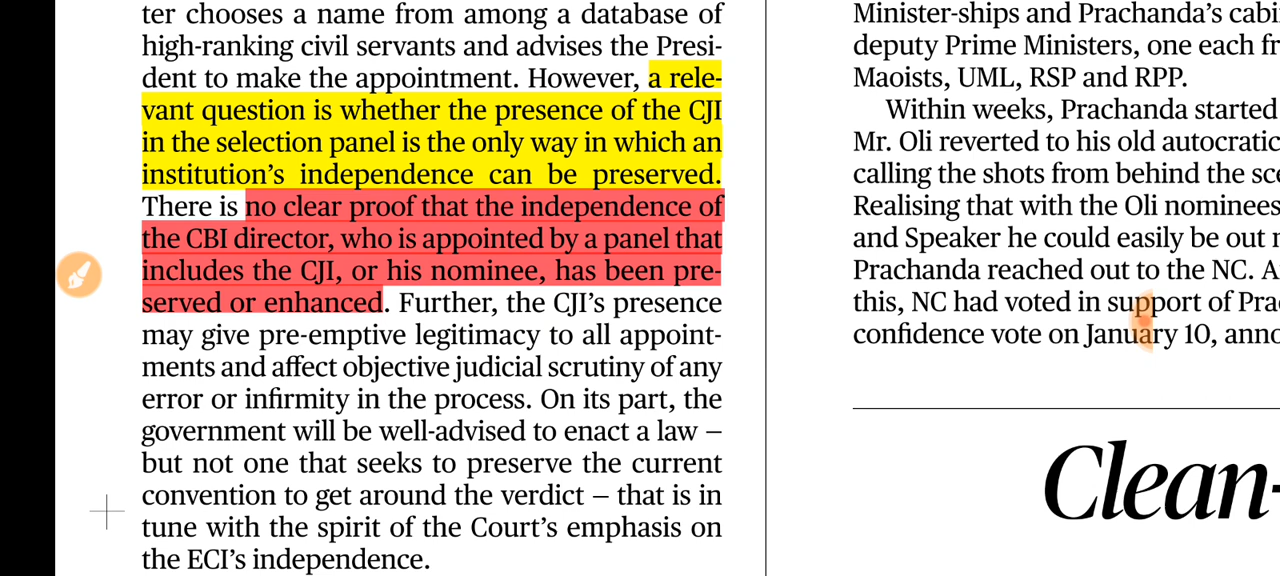 ter chooses a name from among a database of
high-ranking civil servants and advises the Presi-
dent to make the appointment. However, a rele-
vant question is whether the presence of the CJI
in the selection panel is the only way in which an
institution’s independence can be preserved.
There is no clear proof that the independence of
the CBI director, who is appointed by a panel that
includes the CJI, or his nominee, has been pre-
served or enhanced. Further, the CJI’s presence
may give pre-emptive legitimacy to all appoint-
ments and affect objective judicial scrutiny of any
error or infirmity in the process. On its part, the
government will be well-advised to enact a law –
but not one that seeks to preserve the current
convention to get around the verdict – that is in
tune with the spirit of the Court’s emphasis on
the ECI’s independence.
Minister-ships and Prachanda’s
deputy Prime Ministers, one each
Maoists, UML, RSP and RPP.
Within weeks, Prachanda started
Mr. Oli reverted to his old
calling the shots from behind the
Realising that with the Oli nominees
and Speaker he could easily be out
Prachanda reached out to the NC.
this, NC had voted in support of
confidence vote on January 10,
Clean-